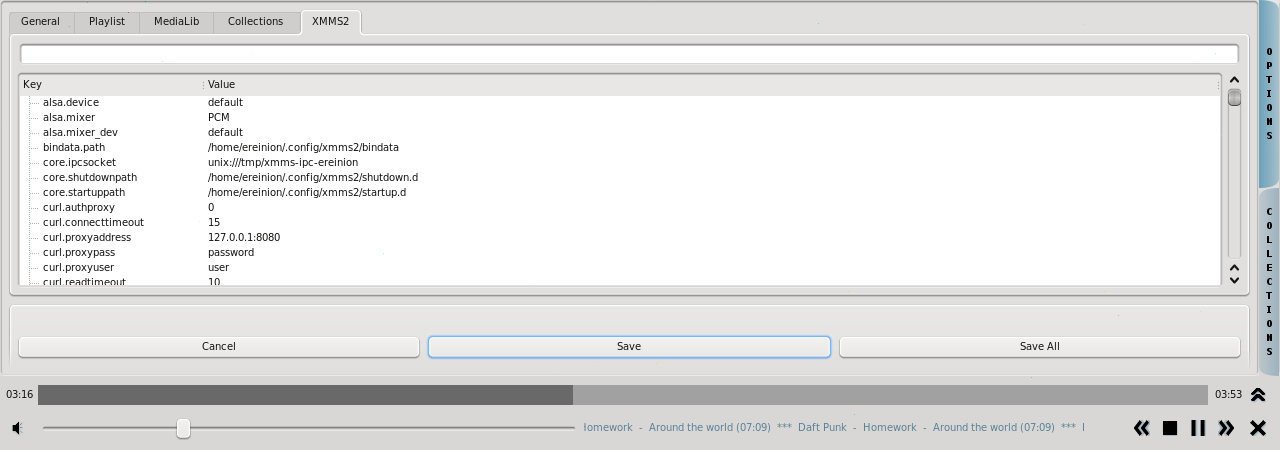 General Playlist MediaLib Collections XMMS2
Key Value
alsa.device default
alsa.mixer PCM
alsa.mixer_dev default
bindata.path /home/ereinion/.config/xmms2/bindata
core.ipcsocket unix:///tmp/xmms-ipc-ereinion
core.shutdownpath /home/ereinion/.config/xmms2/shutdown.d
core.startuppath /home/ereinion/.config/xmms2/startup.d
curl.authproxy 0
curl.connecttimeout 15
curl.proxyaddress 127.0.0.1:8080
curl.proxypass password
curl.proxyuser user
curl.readtimeout 10
Cancel Save Save All
OPTIONS
COLLECTIONS
03:16 03:53
Homework - Around the world (07:09) *** Daft Punk - Homework - Around the world (07:09) ***